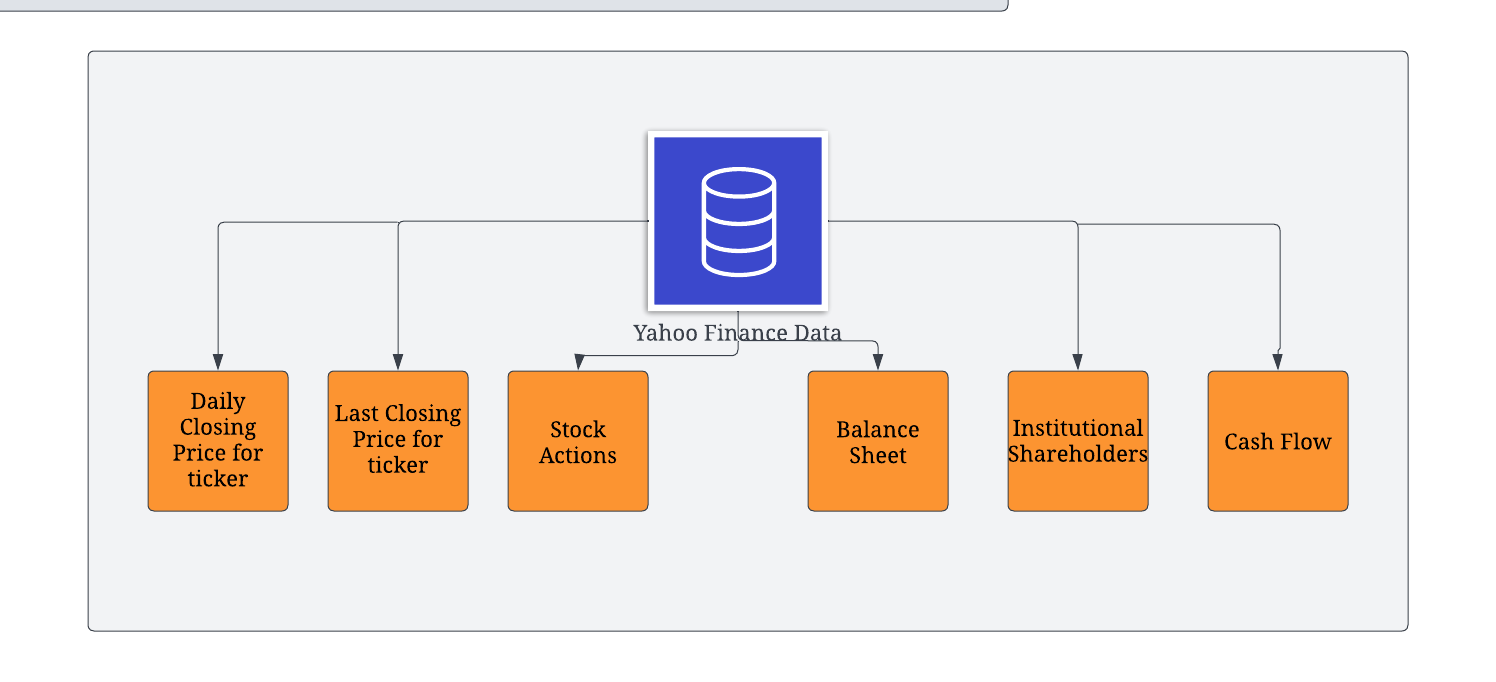 Yahoo Finance Data
Daily
Closing
Price for
ticker
Last Closing
Price for
ticker
Stock
Actions
Balance
Sheet
Institutional
Shareholders
Cash Flow